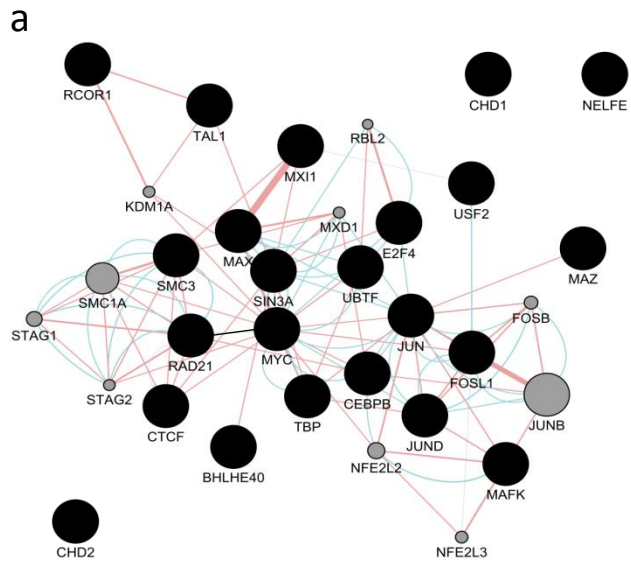 a
RCOR1
CHD1
NELFE
TAL1
RBL2
MXI1
KDM1A
USF2
MXD1
MAX
E2F4
MAZ
SMC3
SIN3A
UBTF
SMC1A
STAG1
FOSB
RAD21
MYC
JUN
FOSL1
STAG2
CEBPB
JUNB
CTCF
TBP
JUND
BHLHE40
NFE2L2
MAFK
CHD2
NFE2L3